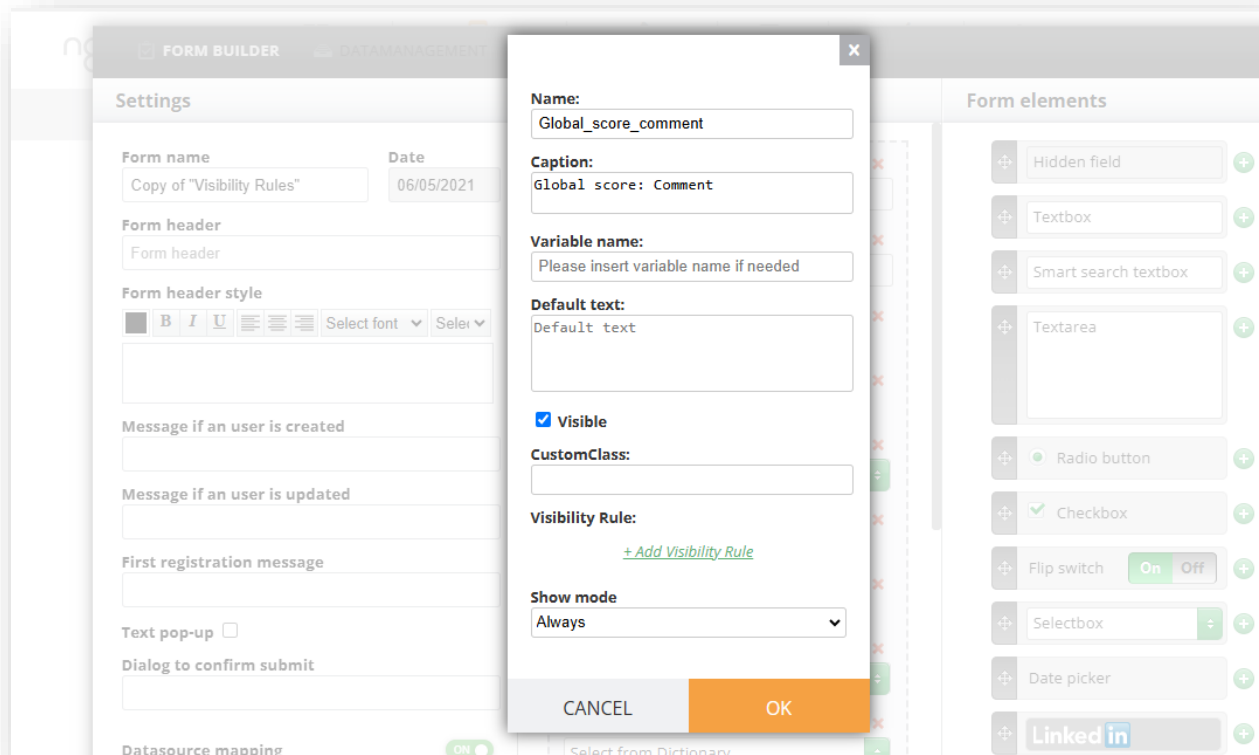 FORM BUILDER
DATAMANAGEMENT
Settings
Form name
Date
Copy of "Visibility Rules"
06/05/2021
Form header
Form header
Form header style
B I U
Select font
Message if an user is created
Message if an user is updated
First registration message
Text pop-up
Dialog to confirm submit
Datasource mapping
ON
x
Name:
Global_score_comment
Caption:
Global score: Comment
Variable name:
Please insert variable name if needed
Default text:
Default text
Visible
CustomClass:
Visibility Rule:
+ Add Visibility Rule
Show mode
Always
CANCEL
OK
Select from Dictionary
Form elements
Hidden field
Textbox
Smart search textbox
Textarea
Radio button
Checkbox
Flip switch
On
Off
Selectbox
Date picker
Linked in